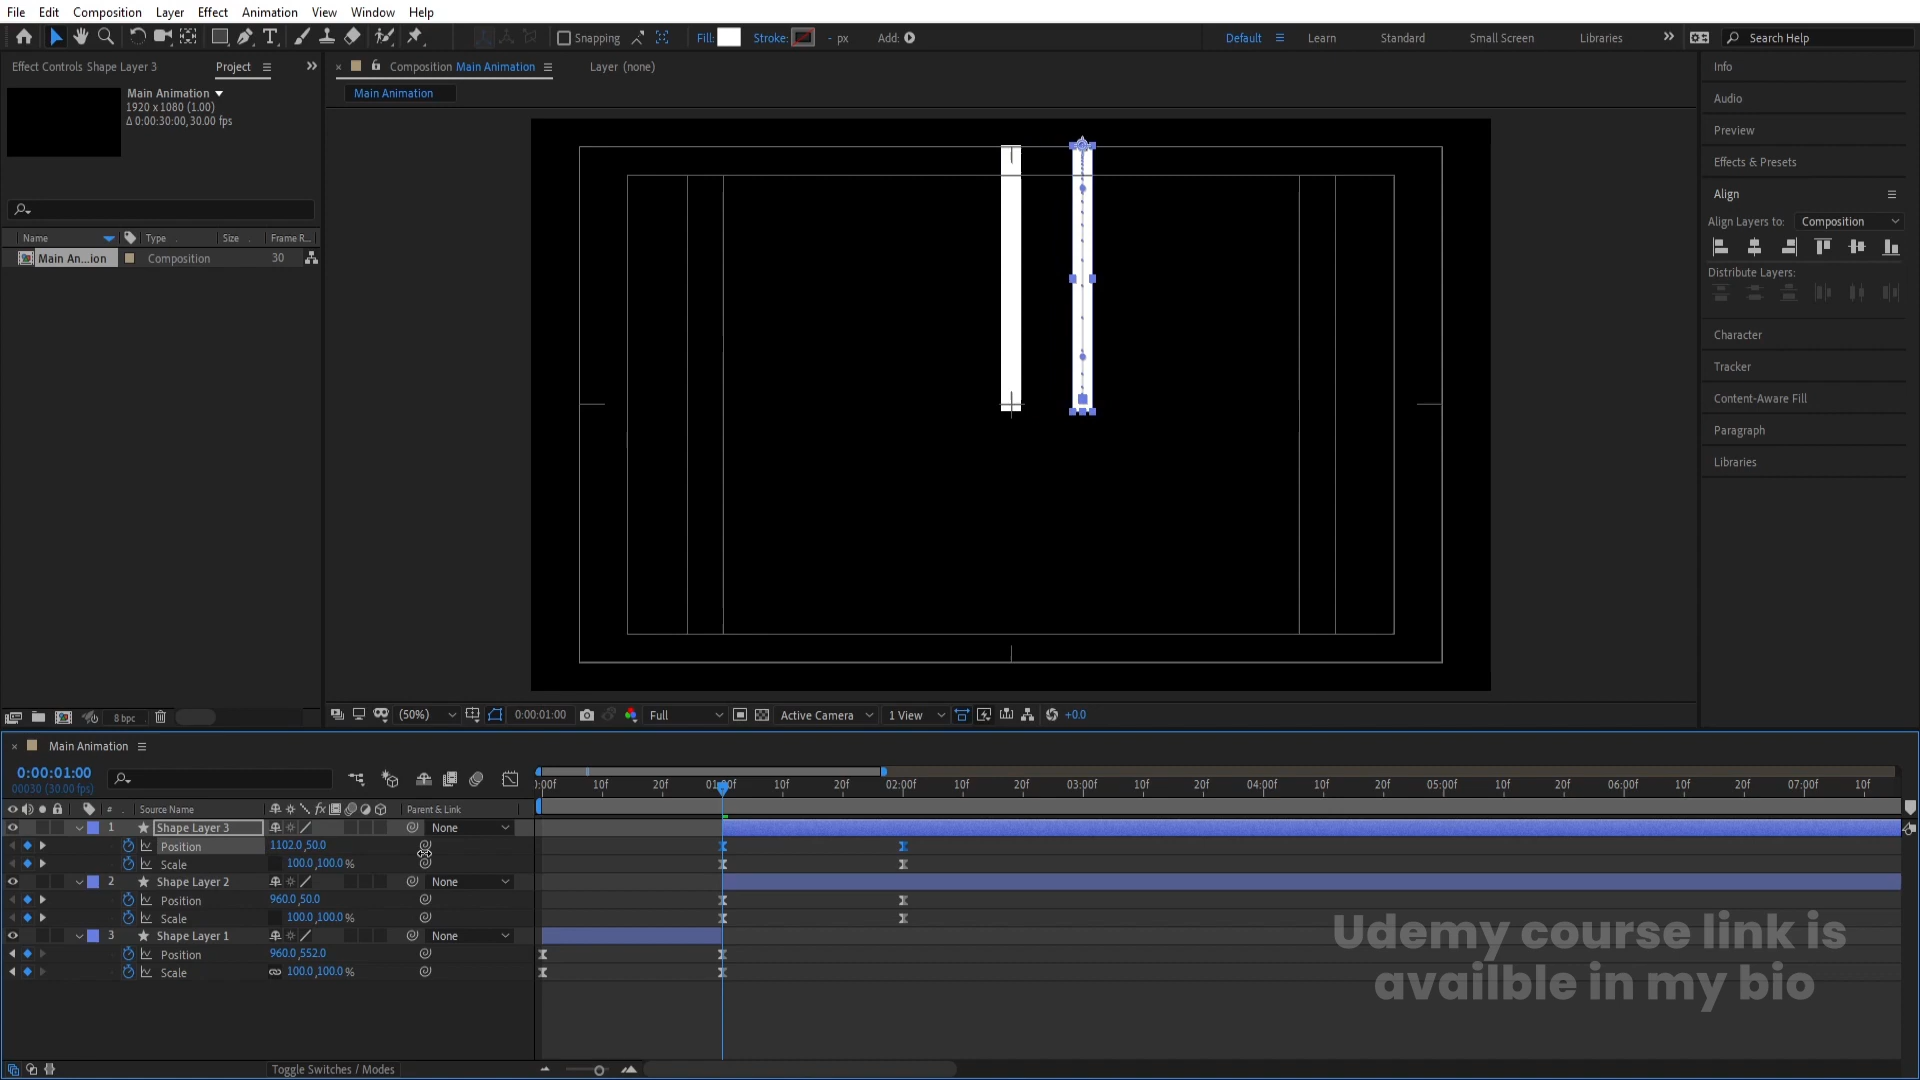 File Edit Composition Layer Effect Animation View Window Help
Snapping Fill: Stroke: - px Add: Default Learn Standard Small Screen Libraries Search Help
Effect Controls Shape Layer 3 Project
Composition Main Animation Layer (none)
Main Animation
Main Animation
1920 x 1080 (1.00)
Δ 0:00:30:00, 30.00 fps
Name Type Size Frame R...
Main An...ion Composition 30
Info
Audio
Preview
Effects & Presets
Align
Align Layers to: Composition
Distribute Layers:
Character
Tracker
Content-Aware Fill
Paragraph
Libraries
8 bpc
(50%) 0:00:01:00 Full Active Camera 1 View +0.0
Main Animation
0:00:01:00
00030 (30.00 fps)
:00f 10f 20f 01:00f 10f 20f 02:00f 10f 20f 03:00f 10f 20f 04:00f 10f 20f 05:00f 10f 20f 06:00f 10f 20f 07:00f 10f
# Source Name Parent & Link
1 Shape Layer 3 None
Position 1102.0,50.0
Scale 100.0,100.0%
2 Shape Layer 2 None
Position 960.0,50.0
Scale 100.0,100.0%
3 Shape Layer 1 None
Position 960.0,552.0
Scale 100.0,100.0%
Udemy course link is
availble in my bio
Toggle Switches / Modes